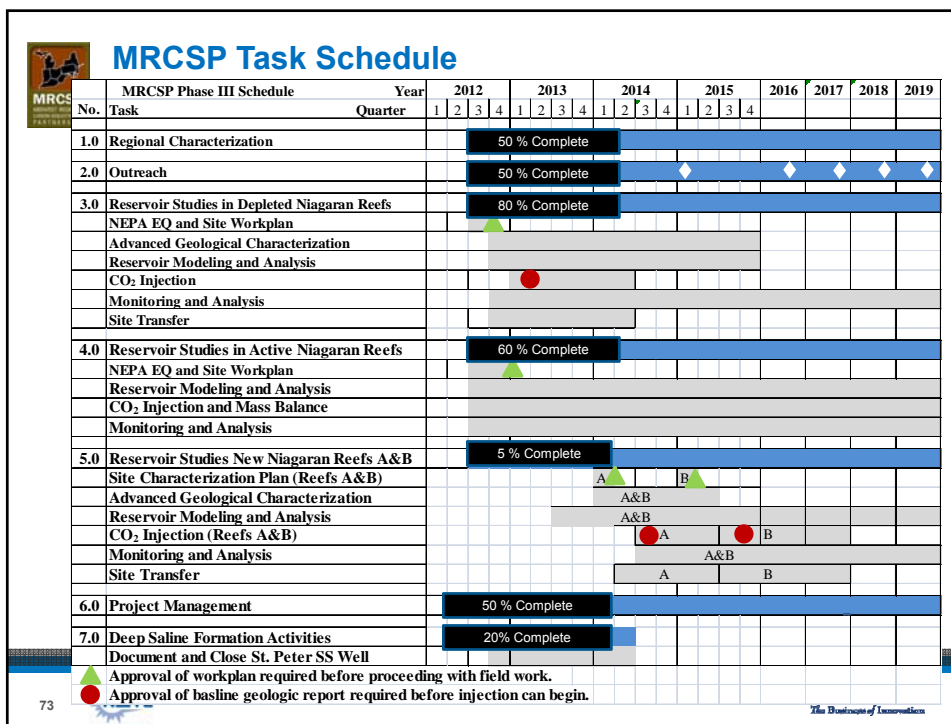 MRCSP Task Schedule
MRCSP Phase III Schedule Year 2012 2013 2014 2015 2016 2017 2018 2019
No. Task Quarter 1 2 3 4 1 2 3 4 1 2 3 4 1 2 3 4
1.0 Regional Characterization 50 % Complete
2.0 Outreach 50 % Complete
3.0 Reservoir Studies in Depleted Niagaran Reefs 80 % Complete
NEPA EQ and Site Workplan
Advanced Geological Characterization
Reservoir Modeling and Analysis
CO2 Injection
Monitoring and Analysis
Site Transfer
4.0 Reservoir Studies in Active Niagaran Reefs 60 % Complete
NEPA EQ and Site Workplan
Reservoir Modeling and Analysis
CO2 Injection and Mass Balance
Monitoring and Analysis
5.0 Reservoir Studies New Niagaran Reefs A&B 5 % Complete
Site Characterization Plan (Reefs A&B) A B
Advanced Geological Characterization A&B
Reservoir Modeling and Analysis A&B
CO2 Injection (Reefs A&B) A B
Monitoring and Analysis A&B
Site Transfer A B
6.0 Project Management 50 % Complete
7.0 Deep Saline Formation Activities 20% Complete
Document and Close St. Peter SS Well
Approval of workplan required before proceeding with field work.
Approval of basline geologic report required before injection can begin.
73
The Business of Innovation